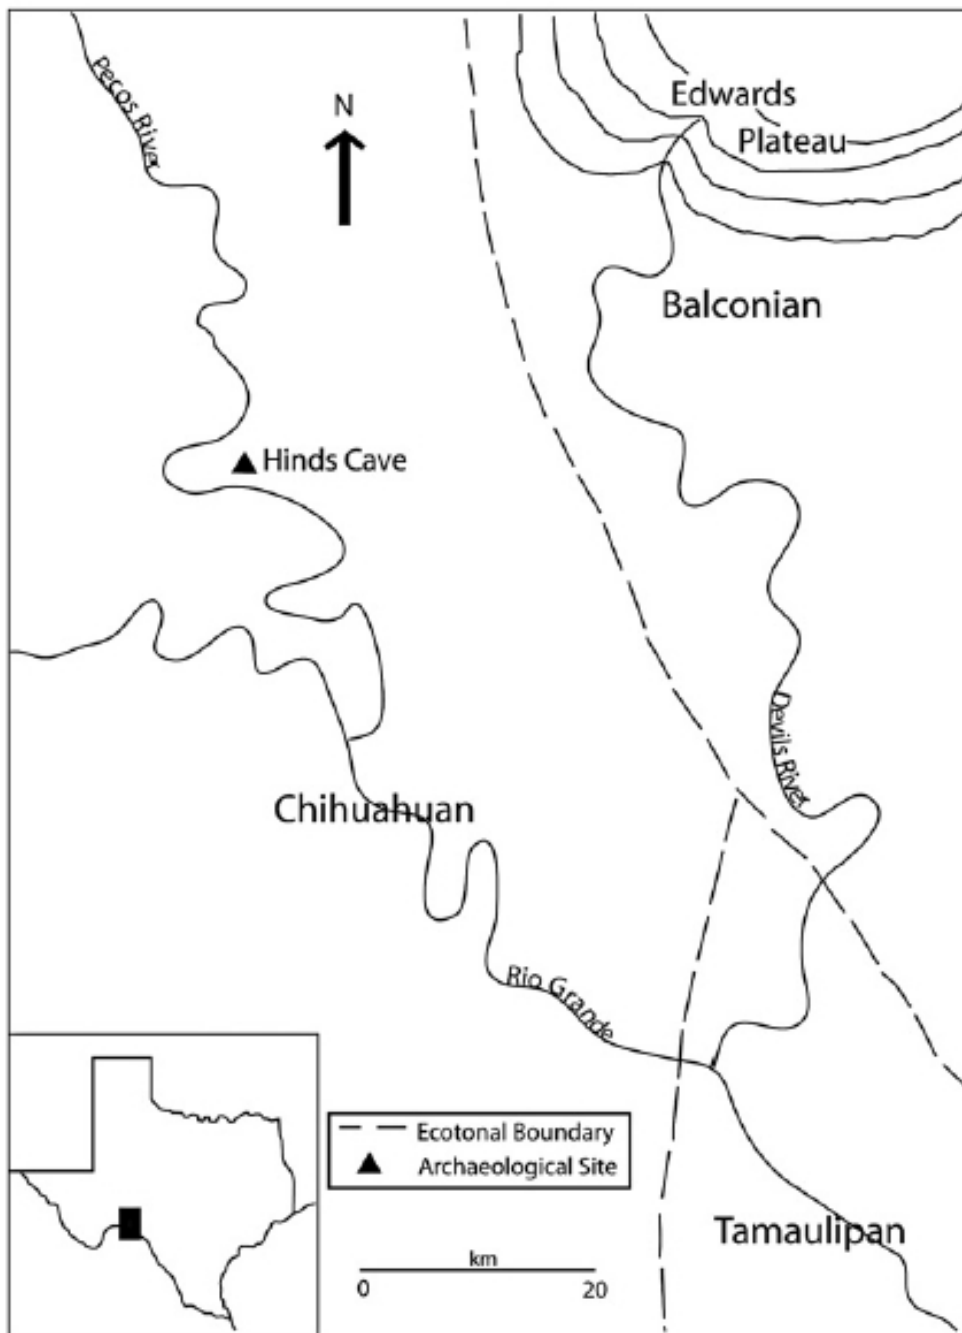 Pecos River
N
Edwards
Plateau
Balconian
Hinds Cave
Devils River
Chihuahuan
Rio Grande
Ecotonal Boundary
Archaeological Site
km
0 20
Tamaulipan